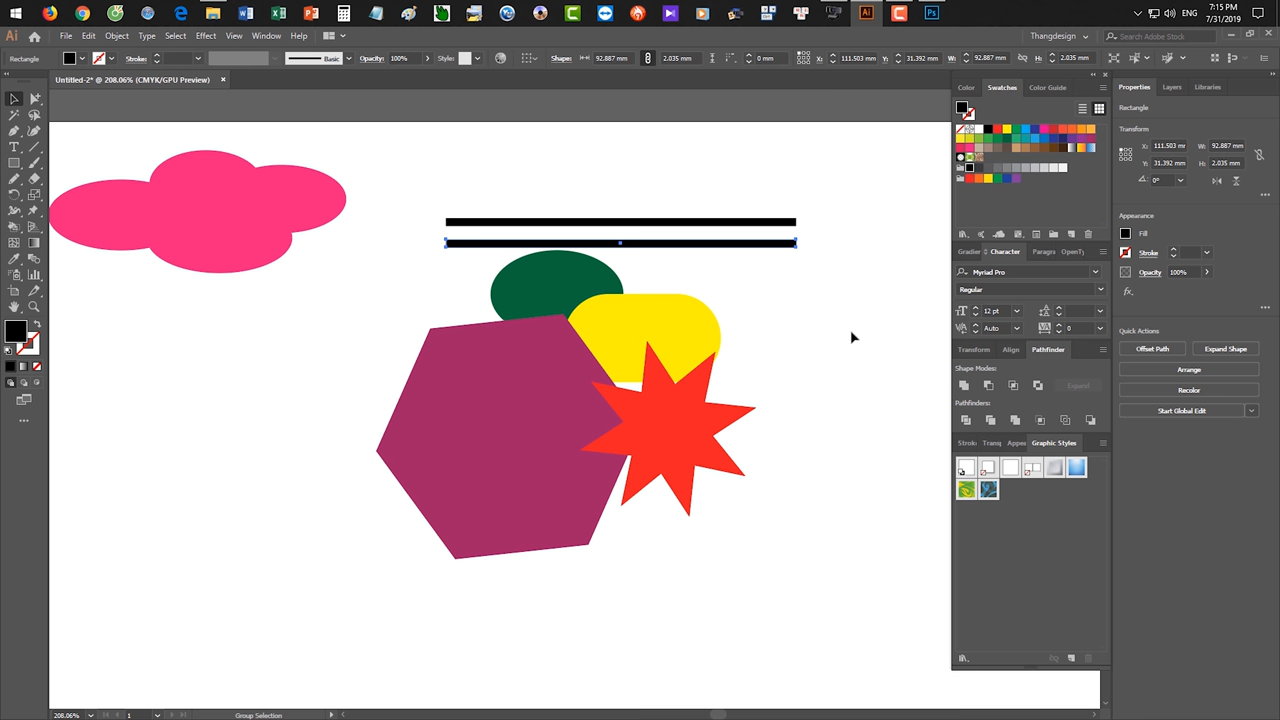 7:15 PM
ENG
7/31/2019
Ai
File Edit Object Type Select Effect View Window Help
Thangdesign
Search Adobe Stock
Rectangle
Stroke:
Basic
Opacity: 100%
Style:
Shape:
92.887 mm
2.035 mm
0 mm
X: 111.503 mm
Y: 31.392 mm
W: 92.887 mm
H: 2.035 mm
Untitled-2* @ 208.06% (CMYK/GPU Preview)
Color Swatches Color Guide
Properties Layers Libraries
Rectangle
Transform
X: 111.503 mm W: 92.887 mm
Y: 31.392 mm H: 2.035 mm
0°
Appearance
Fill
Stroke
Opacity 100%
fx
Gradien Character Paragra OpenTy
Myriad Pro
Regular
12 pt
Auto
0
Quick Actions
Offset Path Expand Shape
Arrange
Recolor
Start Global Edit
Transform Align Pathfinder
Shape Modes:
Expand
Pathfinders:
Strok Transp Appea Graphic Styles
208.06%
1
Group Selection